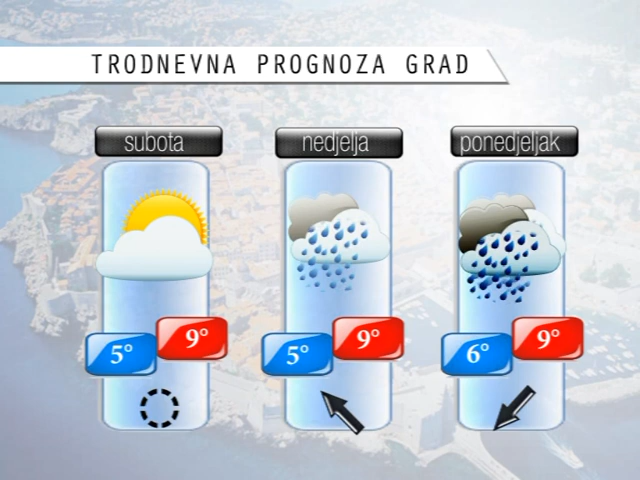 TRODNEVNA PROGNOZA GRAD
subota nedjelja ponedjeljak
5° 9° 5° 9° 6° 9°